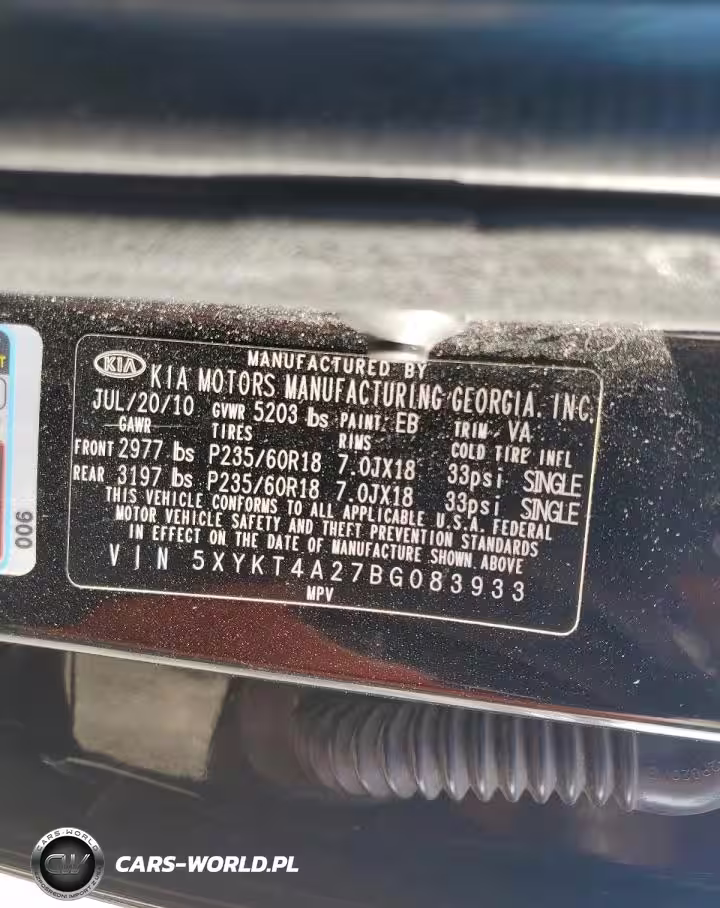 MANUFACTURED BY
KIA KIA MOTORS MANUFACTURING GEORGIA. INC.
JUL/20/10 GVWR 5203 lbs PAINT, EB TRIM VA
GAWR TIRES RIMS COLD TIRE INFL
FRONT 2977 lbs P235/60R18 7.0JX18 33psi SINGLE
REAR 3197 lbs P235/60R18 7.0JX18 33psi SINGLE
THIS VEHICLE CONFORMS TO ALL APPLICABLE U.S.A. FEDERAL
MOTOR VEHICLE SAFETY AND THEFT PREVENTION STANDARDS
IN EFFECT ON THE DATE OF MANUFACTURE SHOWN ABOVE
VIN 5XYKT4A27BG083933
MPV
006
CARS-WORLD
CW
CARS-WORLD.PL